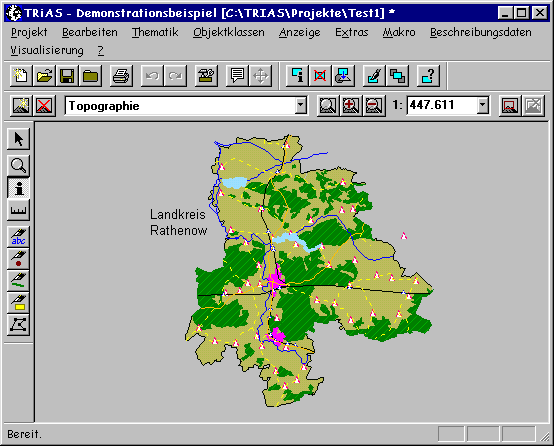 TRiAS - Demonstrationsbeispiel [C:\TRIAS\Projekte\Test1] *
Projekt Bearbeiten Thematik Objektklassen Anzeige Extras Makro Beschreibungsdaten
Visualisierung ?
Topographie 1: 447.611
Landkreis
Rathenow
abc
Bereit.